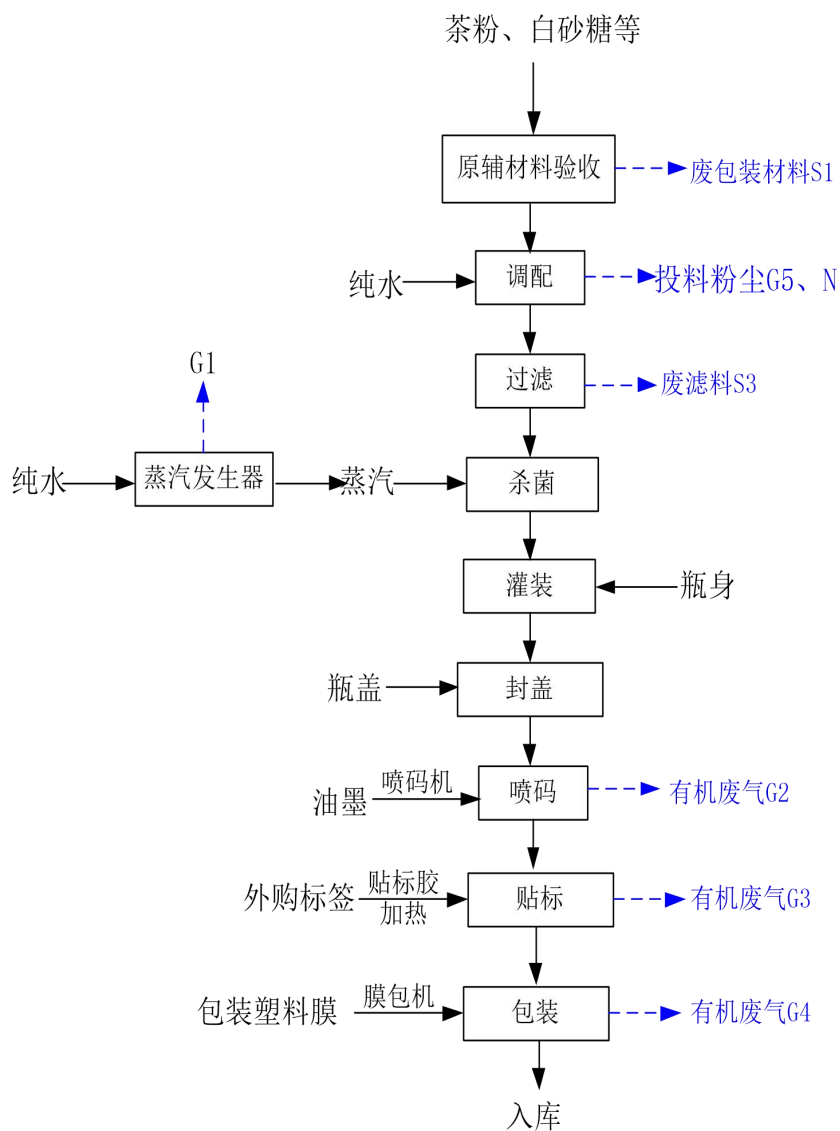 茶粉、白砂糖等
原辅材料验收
废包装材料S1
纯水
调配
投料粉尘G5、N
过滤
废滤料S3
G1
纯水
蒸汽发生器
蒸汽
杀菌
灌装
瓶身
瓶盖
封盖
油墨
喷码机
喷码
有机废气G2
外购标签
贴标胶
加热
贴标
有机废气G3
包装塑料膜
膜包机
包装
有机废气G4
入库